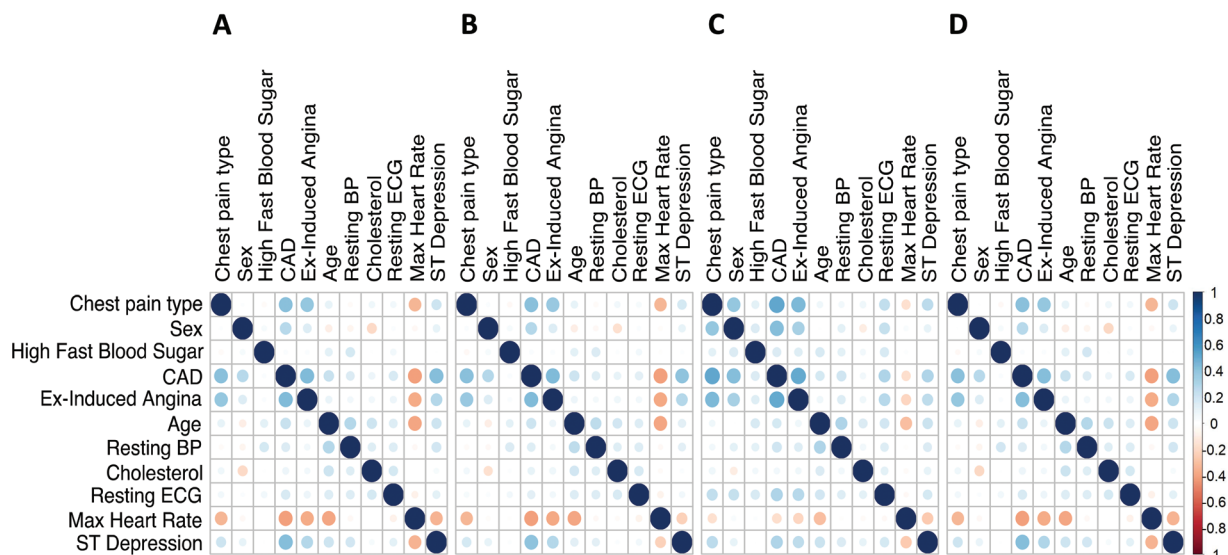 A B C D
Chest pain type
Sex
High Fast Blood Sugar
CAD
Ex-Induced Angina
Age
Resting BP
Cholesterol
Resting ECG
Max Heart Rate
ST Depression
Chest pain type
Sex
High Fast Blood Sugar
CAD
Ex-Induced Angina
Age
Resting BP
Cholesterol
Resting ECG
Max Heart Rate
ST Depression
Chest pain type
Sex
High Fast Blood Sugar
CAD
Ex-Induced Angina
Age
Resting BP
Cholesterol
Resting ECG
Max Heart Rate
ST Depression
Chest pain type
Sex
High Fast Blood Sugar
CAD
Ex-Induced Angina
Age
Resting BP
Cholesterol
Resting ECG
Max Heart Rate
ST Depression
Chest pain type
Sex
High Fast Blood Sugar
CAD
Ex-Induced Angina
Age
Resting BP
Cholesterol
Resting ECG
Max Heart Rate
ST Depression
1
0.8
0.6
0.4
0.2
0
-0.2
-0.4
-0.6
-0.8